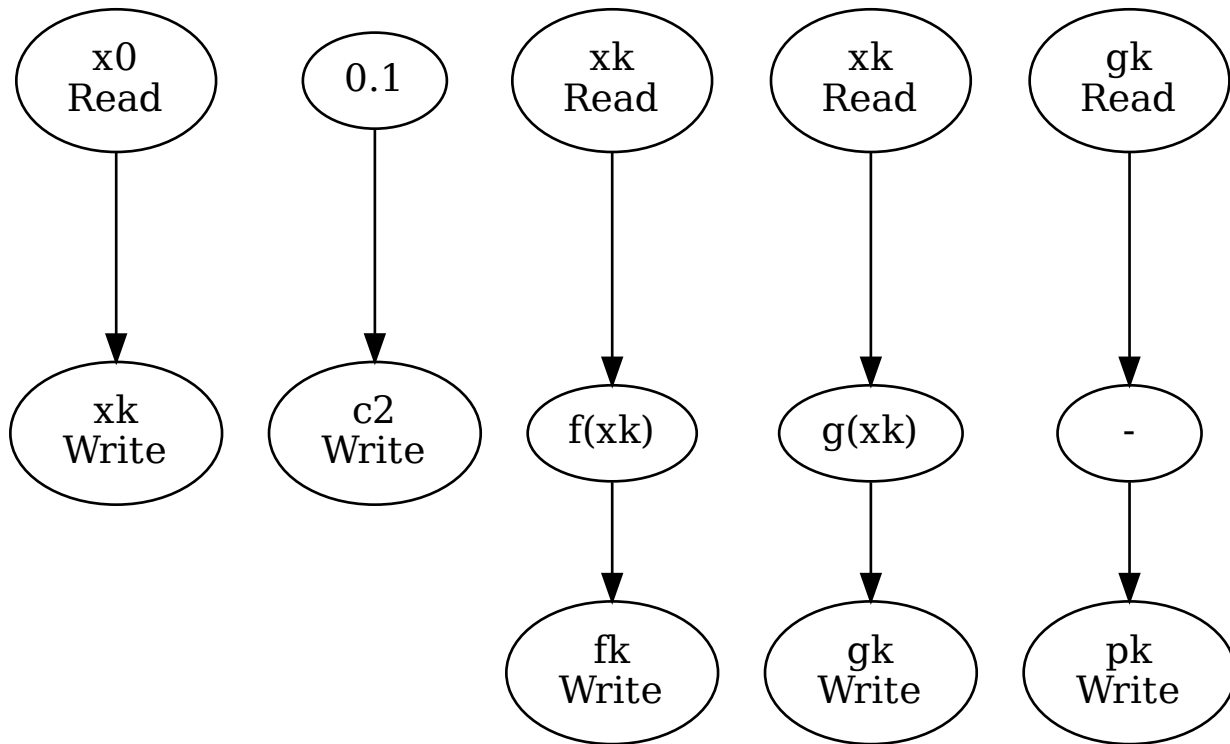 x0
Read
0.1
xk
Read
xk
Read
gk
Read
xk
Write
c2
Write
f(xk)
g(xk)
-
fk
Write
gk
Write
pk
Write